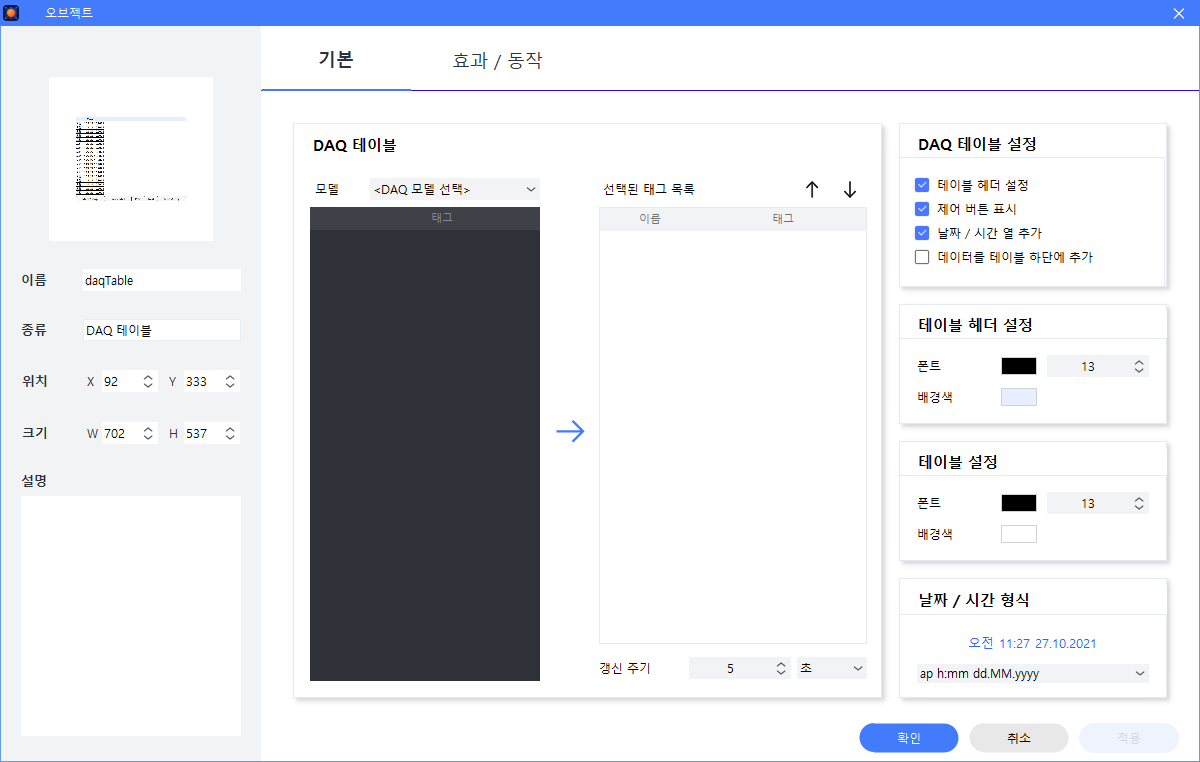 오브젝트
기본
효과 / 동작
이름
daqTable
종류
DAQ 테이블
위치
X 92
Y 333
크기
W 702
H 537
설명
DAQ 테이블
모델
<DAQ 모델 선택>
태그
선택된 태그 목록
이름
태그
갱신 주기
5
초
DAQ 테이블 설정
테이블 헤더 설정
제어 버튼 표시
날짜 / 시간 열 추가
데이터를 테이블 하단에 추가
테이블 헤더 설정
폰트
13
배경색
테이블 설정
폰트
13
배경색
날짜 / 시간 형식
오전 11:27 27.10.2021
ap h:mm dd.MM.yyyy
확인
취소
적용